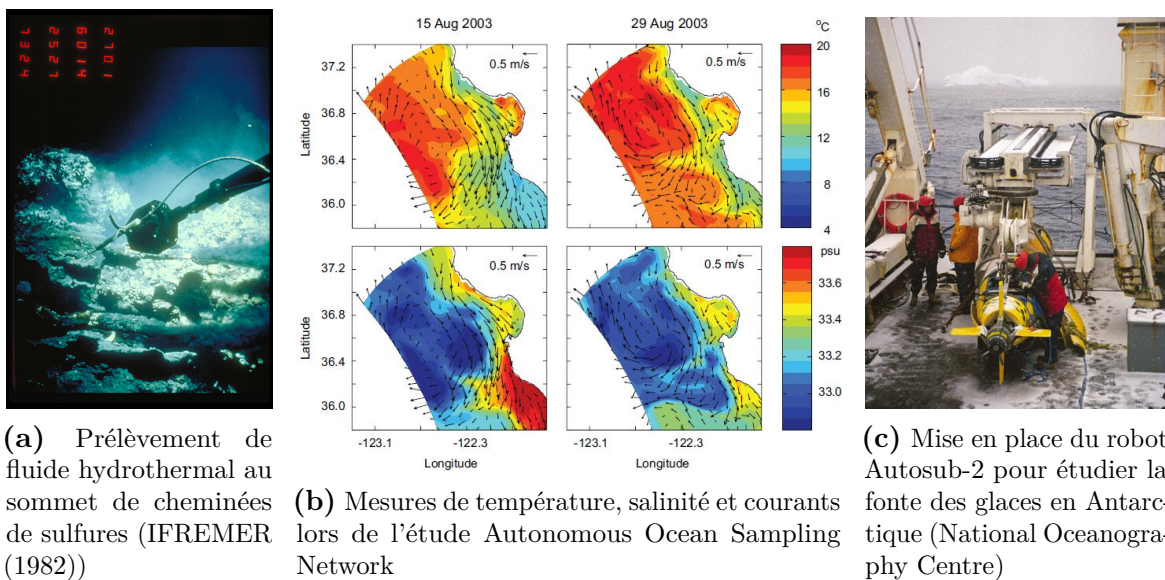 15 Aug 2003
29 Aug 2003
°C
37.2
36.8
36.4
36.0
Latitude
0.5 m/s
0.5 m/s
20
16
12
8
4
37.2
36.8
36.4
36.0
Latitude
0.5 m/s
0.5 m/s
psu
33.6
33.4
33.2
33.0
-123.1
-122.3
-123.1
-122.3
Longitude
Longitude
(a) Prélèvement de
fluide hydrothermal au
sommet de cheminées
de sulfures (IFREMER
(1982))
(b) Mesures de température, salinité et courants
lors de l'étude Autonomous Ocean Sampling
Network
(c) Mise en place du robot
Autosub-2 pour étudier la
fonte des glaces en Antarc-
tique (National Oceanogra-
phy Centre)